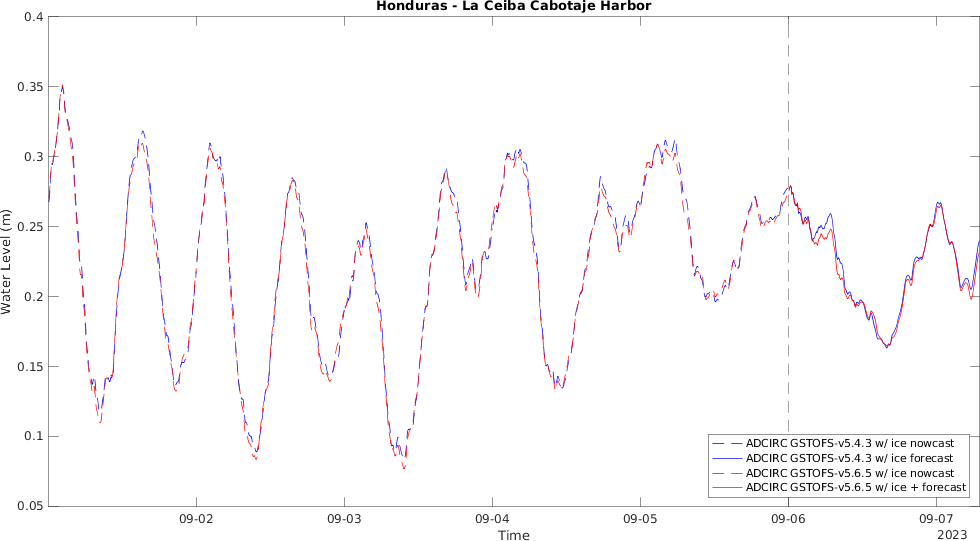 Honduras - La Ceiba Cabotaje Harbor
0.4
0.35
0.3
0.25
0.2
0.15
0.1
0.05
Water Level (m)
09-02
09-03
09-04
09-05
09-06
09-07
Time
2023
ADCIRC GSTOFS-v5.4.3 w/ ice nowcast
ADCIRC GSTOFS-v5.4.3 w/ ice forecast
ADCIRC GSTOFS-v5.6.5 w/ ice nowcast
ADCIRC GSTOFS-v5.6.5 w/ ice + forecast